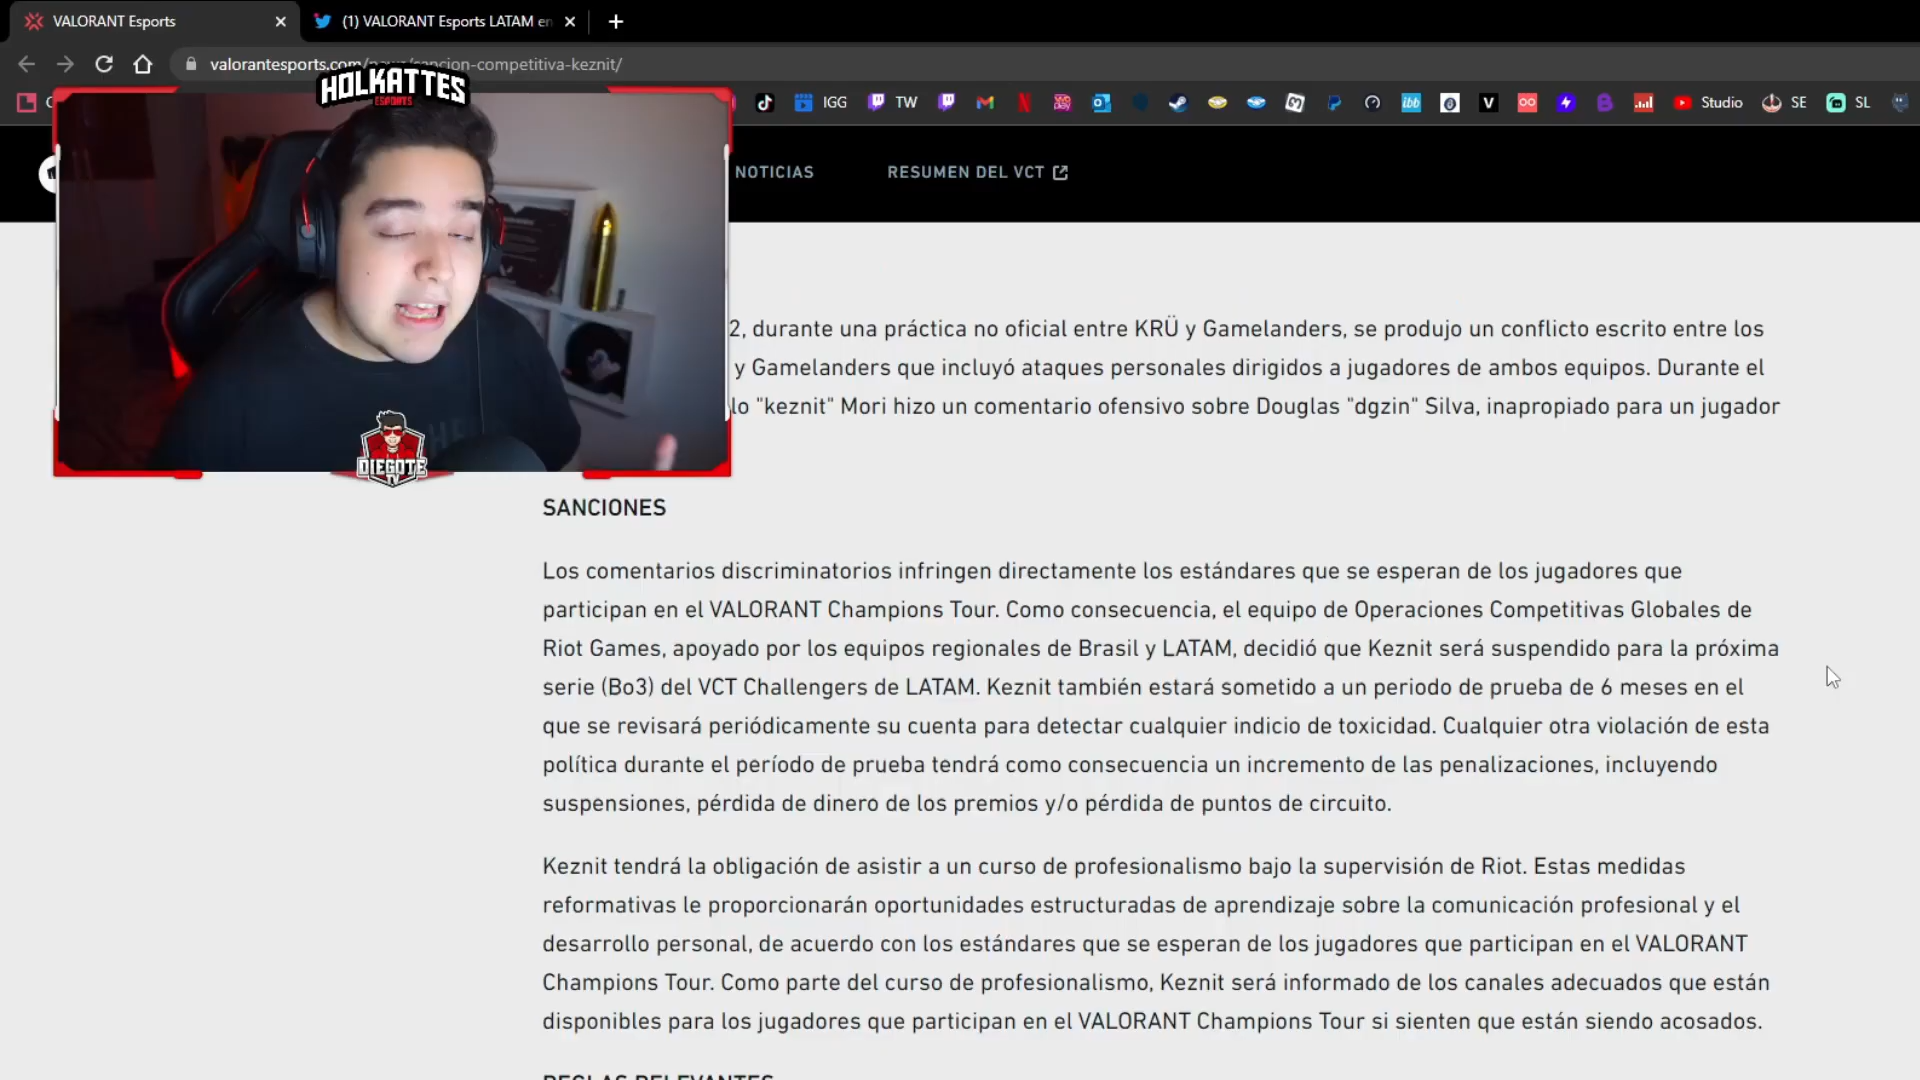 VALORANT Esports
(1) VALORANT Esports LATAM en
valorantesports.com/news/sancion-competitiva-keznit/
HOLKATTES
ESPORTS
IGG
TW
Studio
SE
SL
NOTICIAS
RESUMEN DEL VCT
2, durante una práctica no oficial entre KRÜ y Gamelanders, se produjo un conflicto escrito entre los
y Gamelanders que incluyó ataques personales dirigidos a jugadores de ambos equipos. Durante el
lo "keznit" Mori hizo un comentario ofensivo sobre Douglas "dgzin" Silva, inapropiado para un jugador
DIEGOTE
TV
SANCIONES
Los comentarios discriminatorios infringen directamente los estándares que se esperan de los jugadores que
participan en el VALORANT Champions Tour. Como consecuencia, el equipo de Operaciones Competitivas Globales de
Riot Games, apoyado por los equipos regionales de Brasil y LATAM, decidió que Keznit será suspendido para la próxima
serie (Bo3) del VCT Challengers de LATAM. Keznit también estará sometido a un periodo de prueba de 6 meses en el
que se revisará periódicamente su cuenta para detectar cualquier indicio de toxicidad. Cualquier otra violación de esta
política durante el período de prueba tendrá como consecuencia un incremento de las penalizaciones, incluyendo
suspensiones, pérdida de dinero de los premios y/o pérdida de puntos de circuito.
Keznit tendrá la obligación de asistir a un curso de profesionalismo bajo la supervisión de Riot. Estas medidas
reformativas le proporcionarán oportunidades estructuradas de aprendizaje sobre la comunicación profesional y el
desarrollo personal, de acuerdo con los estándares que se esperan de los jugadores que participan en el VALORANT
Champions Tour. Como parte del curso de profesionalismo, Keznit será informado de los canales adecuados que están
disponibles para los jugadores que participan en el VALORANT Champions Tour si sienten que están siendo acosados.
REGLAS RELEVANTES